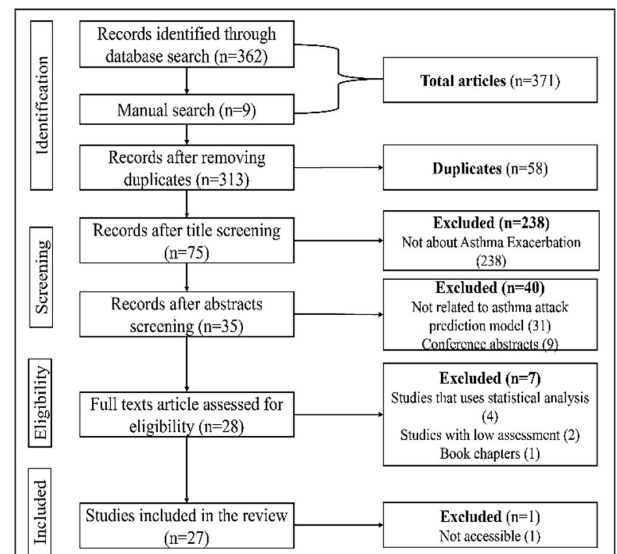 Identification
Records identified through
database search (n=362)
Total articles (n=371)
Manual search (n=9)
Records after removing
duplicates (n=313)
Duplicates (n=58)
Screening
Records after title screening
(n=75)
Excluded (n=238)
Not about Asthma Exacerbation
(238)
Records after abstracts
screening (n=35)
Excluded (n=40)
Not related to asthma attack
prediction model (31)
Conference abstracts (9)
Eligibility
Full texts article assessed for
eligibility (n=28)
Excluded (n=7)
Studies that uses statistical analysis
(4)
Studies with low assessment (2)
Book chapters (1)
Included
Studies included in the review
(n=27)
Excluded (n=1)
Not accessible (1)